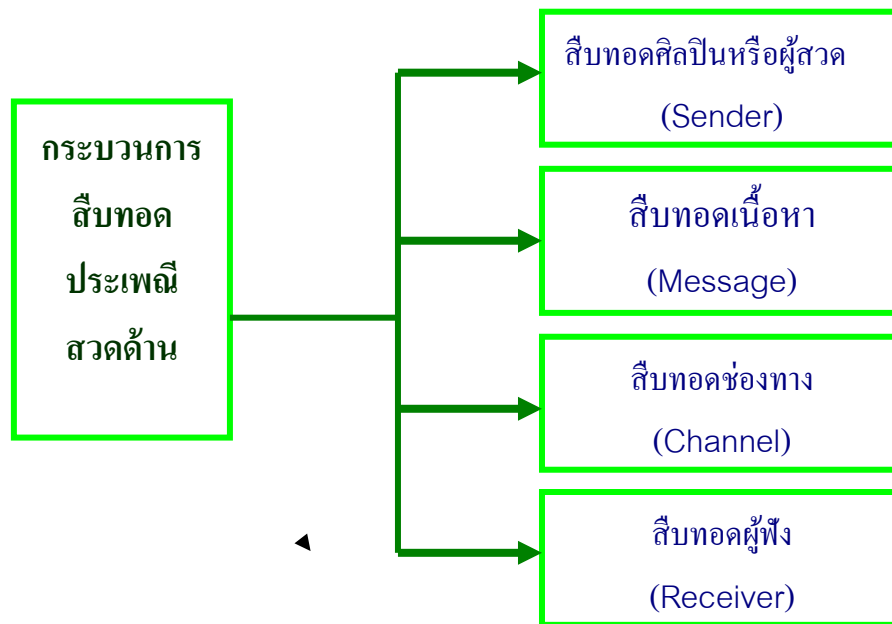 กระบวนการ
สืบทอด
ประเพณี
สวดด้าน
สืบทอดศิลปินหรือผู้สวด
(Sender)
สืบทอดเนื้อหา
(Message)
สืบทอดช่องทาง
(Channel)
สืบทอดผู้ฟัง
(Receiver)